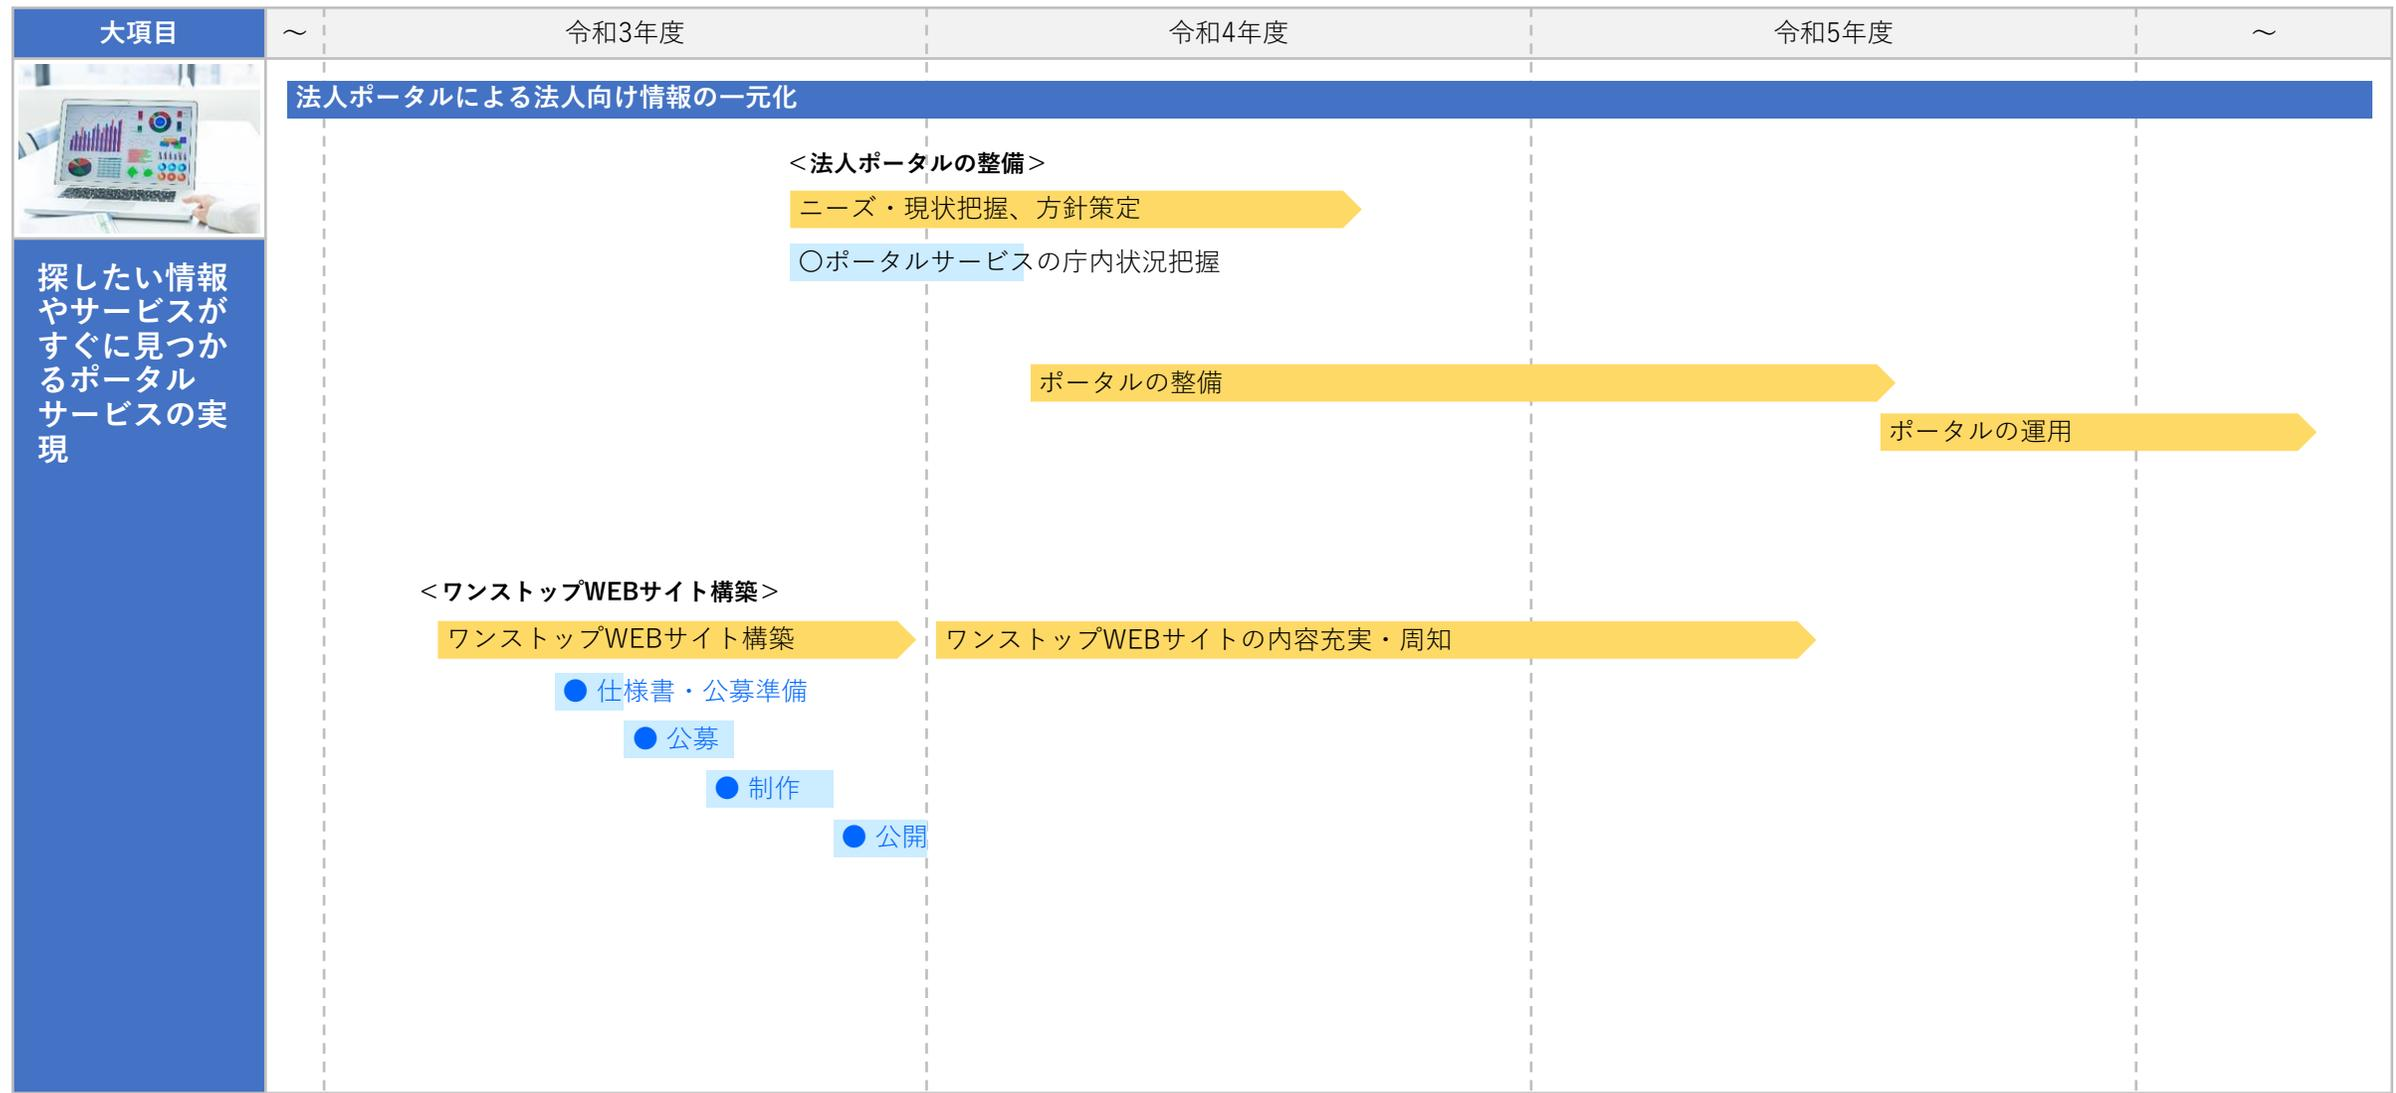 大項目
～
令和3年度
令和4年度
令和5年度
～
法人ポータルによる法人向け情報の一元化
＜法人ポータルの整備＞
ニーズ・現状把握、方針策定
〇ポータルサービスの庁内状況把握
探したい情報
やサービスが
すぐに見つか
るポータル
サービスの実
現
ポータルの整備
ポータルの運用
＜ワンストップWEBサイト構築＞
ワンストップWEBサイト構築
ワンストップWEBサイトの内容充実・周知
● 仕様書・公募準備
● 公募
● 制作
● 公開